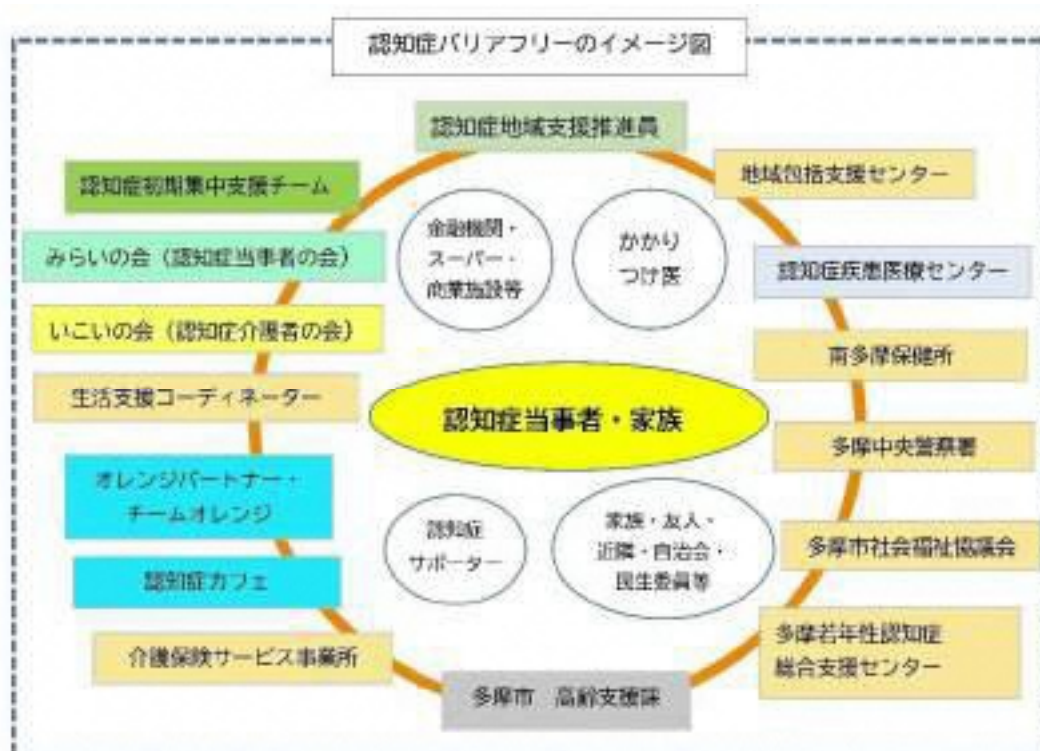 認知症バリアフリーのイメージ図
認知症地域支援推進員
認知症初期集中支援チーム
地域包括支援センター
金融機関・
スーパー・
商業施設等
かかり
つけ医
みらいの会(認知症当事者の会)
認知症疾患医療センター
いこいの会(認知症介護者の会)
南多摩保健所
生活支援コーディネーター
認知症当事者・家族
多摩中央警察署
オレンジパートナー・
チームオレンジ
認知症
サポーター
家族・友人・
近隣・自治会・
民生委員等
多摩市社会福祉協議会
認知症カフェ
多摩若年性認知症
総合支援センター
介護保険サービス事業所
多摩市 高齢支援課